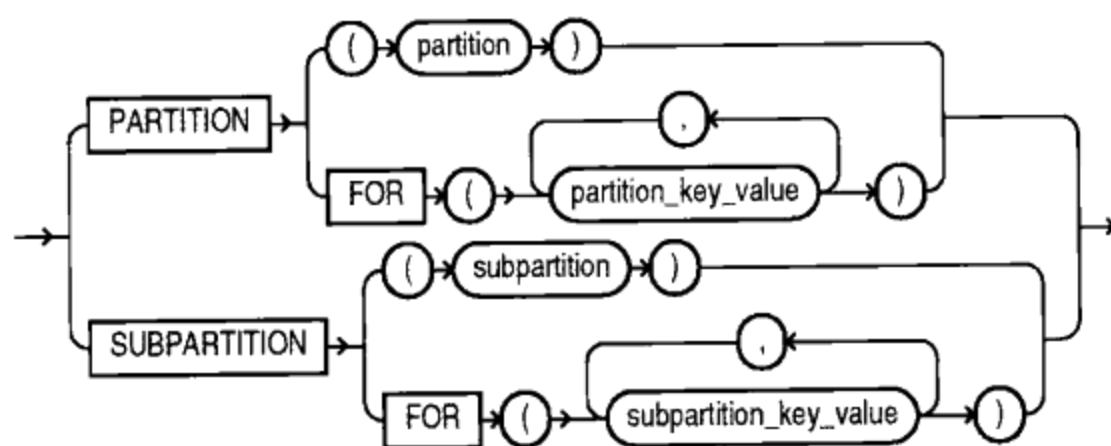 ( partition )
PARTITION
,
FOR ( partition_key_value )
( subpartition )
SUBPARTITION
,
FOR ( subpartition_key_value )